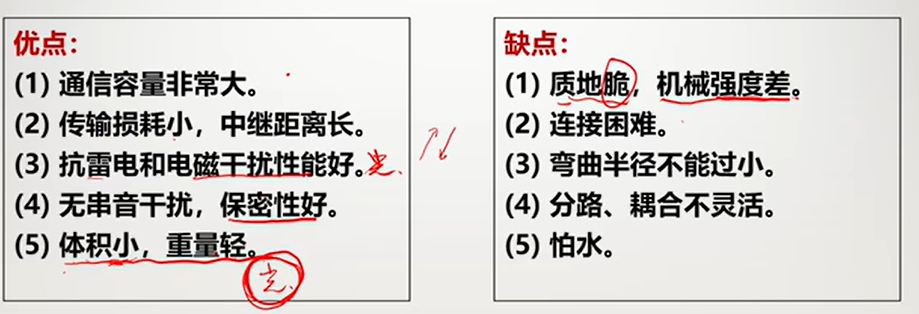 优点：
(1) 通信容量非常大。
(2) 传输损耗小，中继距离长。
(3) 抗雷电和电磁干扰性能好。光.
(4) 无串音干扰，保密性好。
(5) 体积小，重量轻。
光.
缺点：
(1) 质地脆，机械强度差。
(2) 连接困难。
(3) 弯曲半径不能过小。
(4) 分路、耦合不灵活。
(5) 怕水。